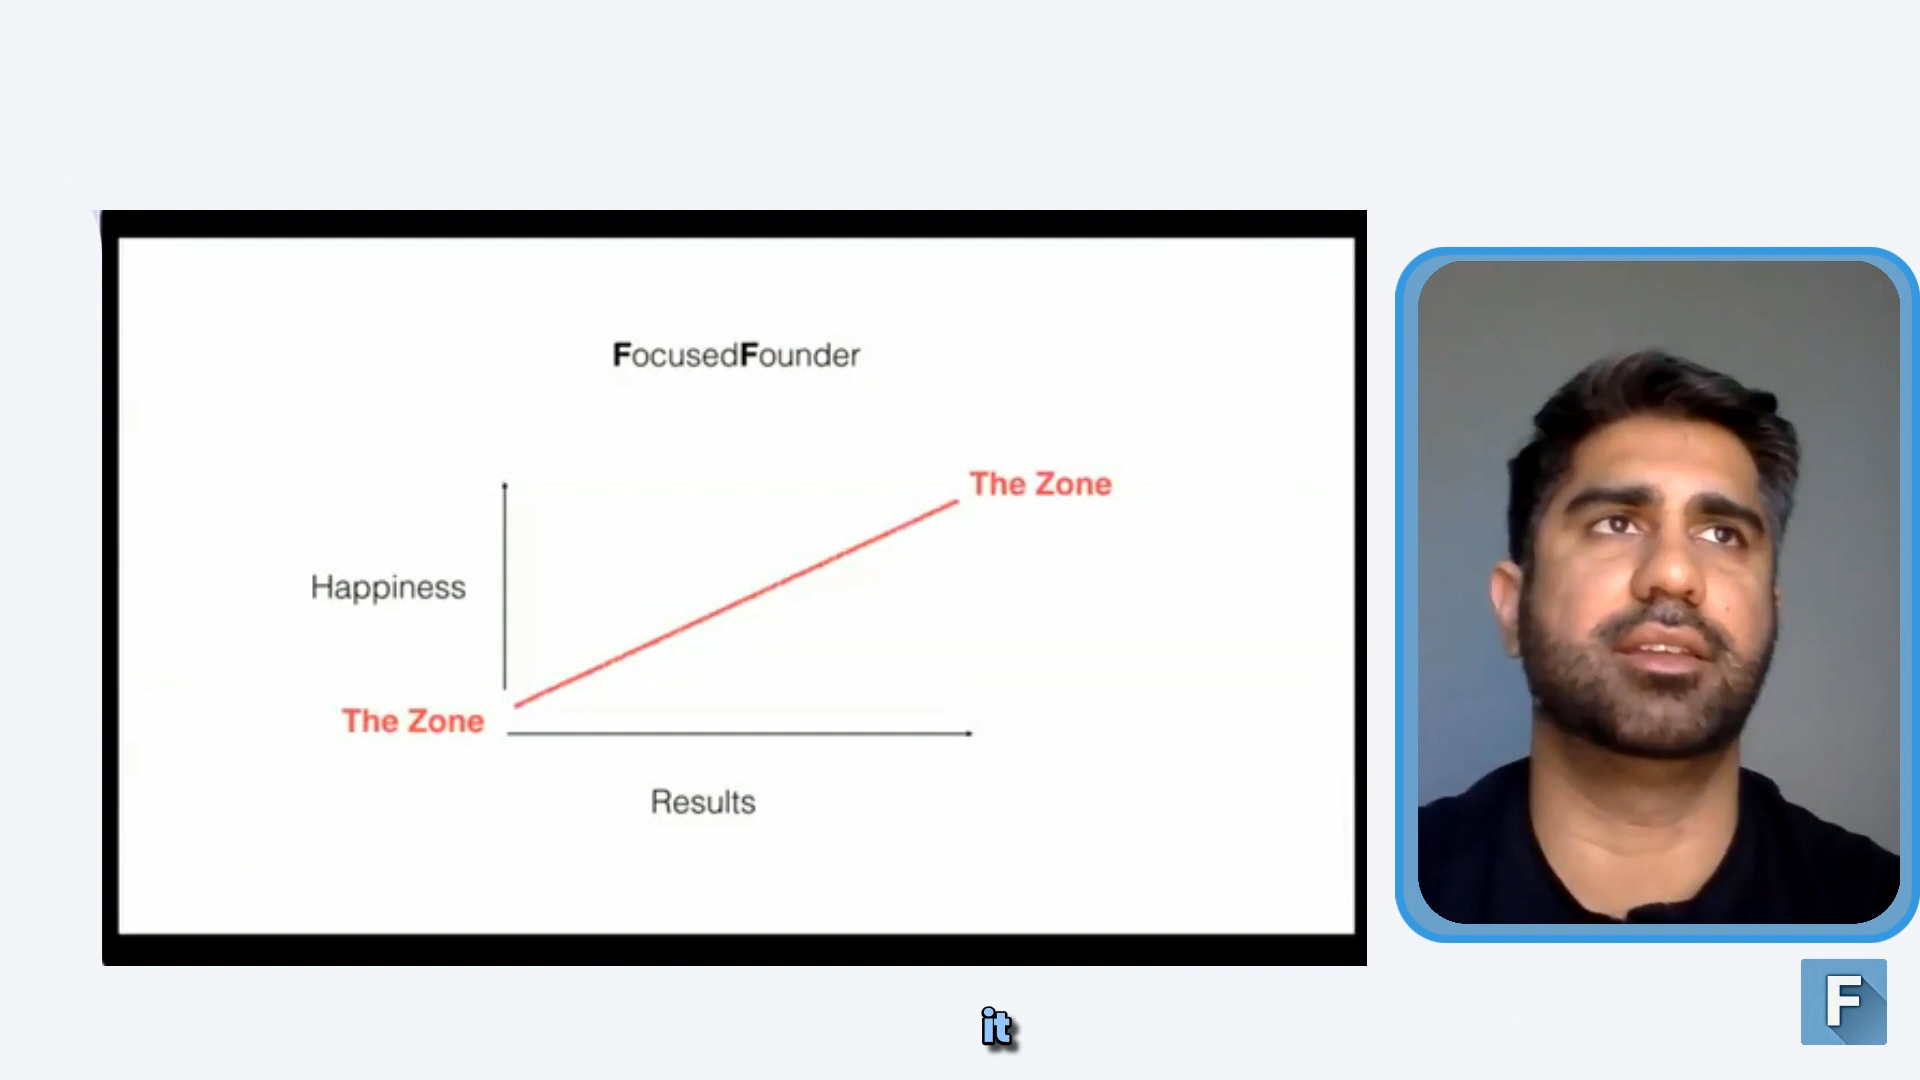 FocusedFounder
The Zone
Happiness
The Zone
Results
it
F